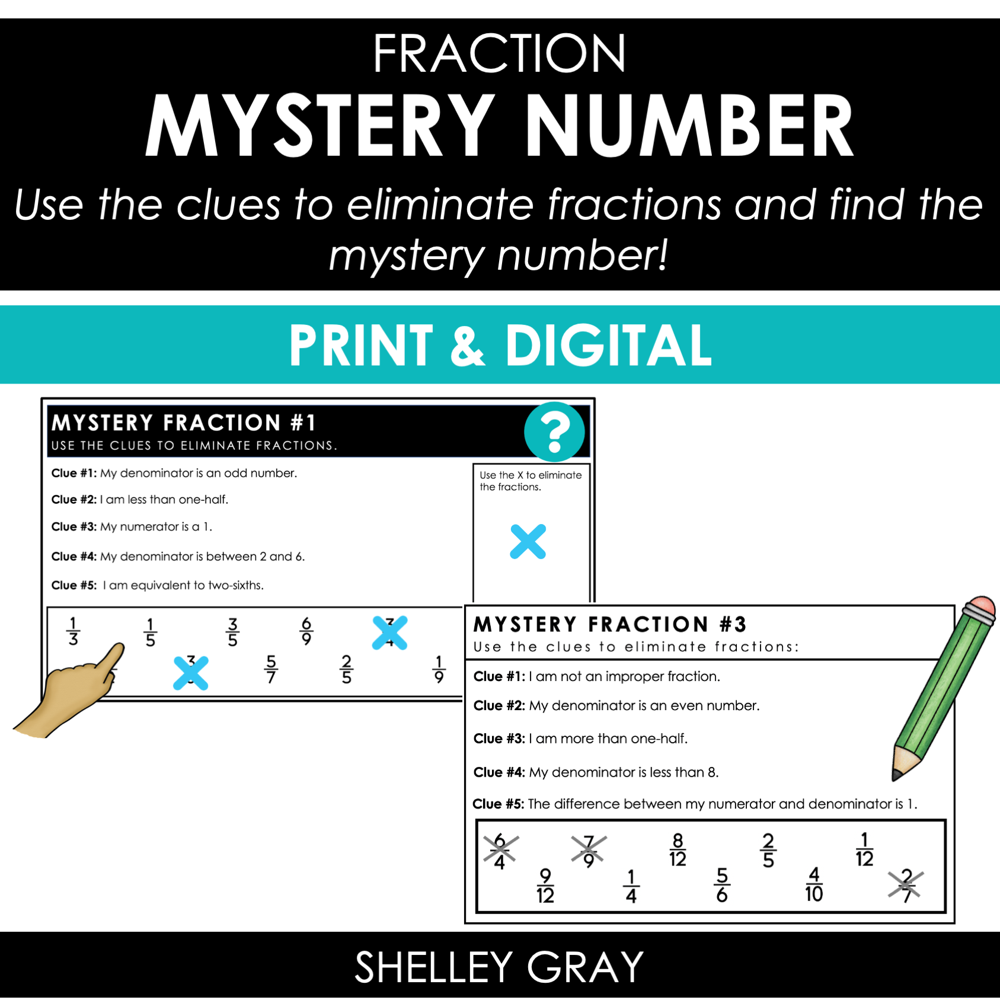 FRACTION
MYSTERY NUMBER
Use the clues to eliminate fractions and find the
mystery number!
PRINT & DIGITAL
MYSTERY FRACTION #1
?
USE THE CLUES TO ELIMINATE FRACTIONS.
Clue #1: My denominator is an odd number.
Clue #2: I am less than one-half.
Clue #3: My numerator is a 1.
Clue #4: My denominator is between 2 and 6.
Clue #5: I am equivalent to two-sixths.
Use the X to eliminate
the fractions.
1/3 1/5 3/5 6/9
5/7 2/5 1/9
MYSTERY FRACTION #3
Use the clues to eliminate fractions:
Clue #1: I am not an improper fraction.
Clue #2: My denominator is an even number.
Clue #3: I am more than one-half.
Clue #4: My denominator is less than 8.
Clue #5: The difference between my numerator and denominator is 1.
6/4 7/9 8/12 2/5 1/12
9/12 1/4 5/6 4/10 2/7
SHELLEY GRAY